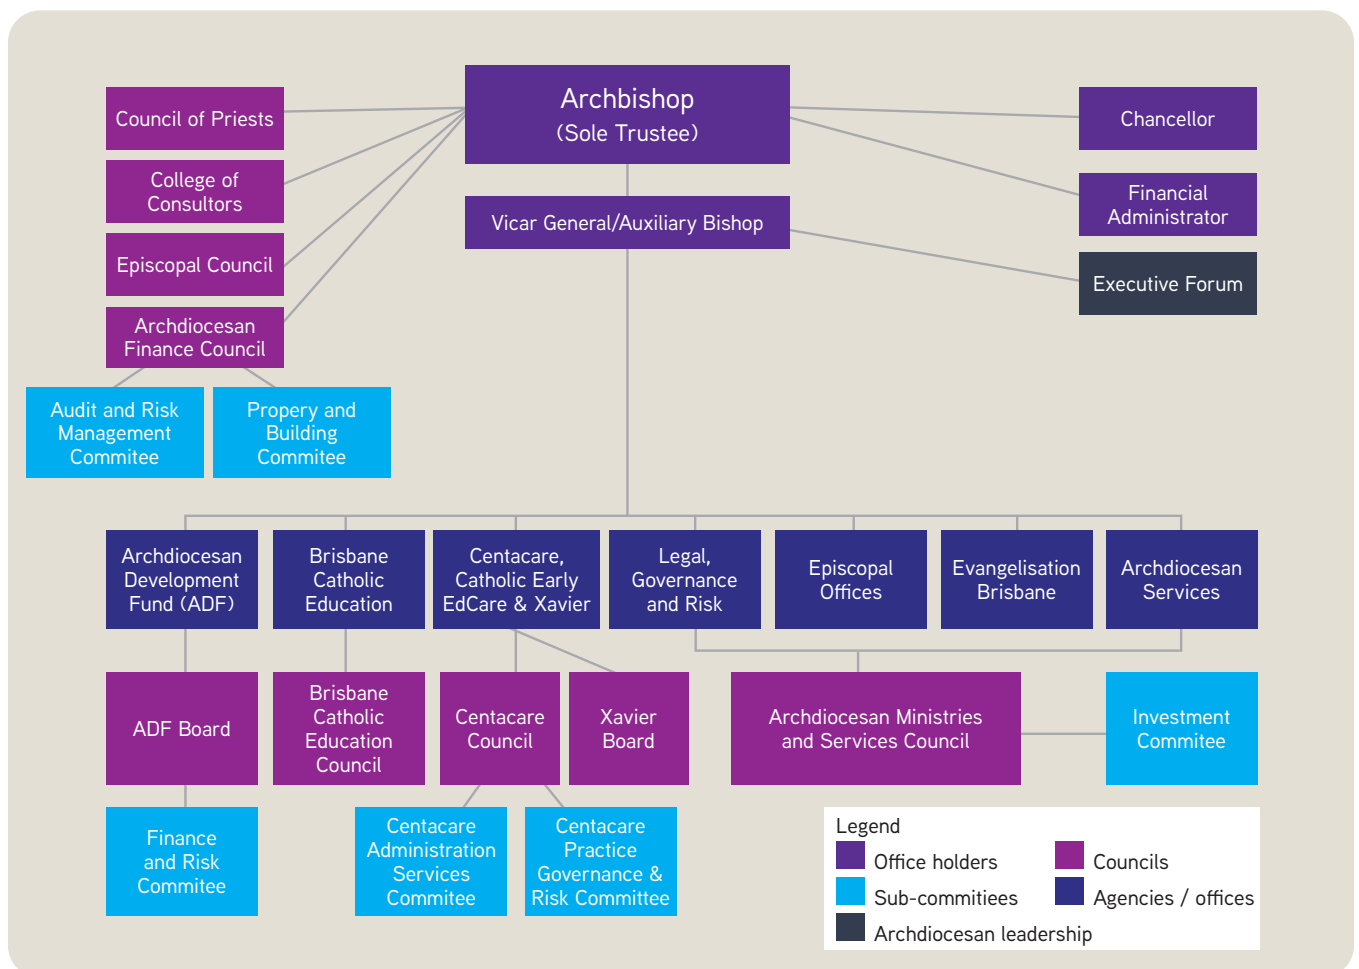 Archbishop
(Sole Trustee)
Council of Priests
College of
Consultors
Episcopal Council
Archdiocesan
Finance Council
Audit and Risk
Management
Commitee
Propery and
Building
Commitee
Vicar General/Auxiliary Bishop
Chancellor
Financial
Administrator
Executive Forum
Archdiocesan
Development
Fund (ADF)
Brisbane
Catholic
Education
Centacare,
Catholic Early
EdCare & Xavier
Legal,
Governance
and Risk
Episcopal
Offices
Evangelisation
Brisbane
Archdiocesan
Services
ADF Board
Brisbane
Catholic
Education
Council
Centacare
Council
Xavier
Board
Archdiocesan Ministries
and Services Council
Investment
Commitee
Finance
and Risk
Commitee
Centacare
Administration
Services
Commitee
Centacare
Practice
Governance &
Risk Committee
Legend
Office holders
Councils
Sub-commitiees
Agencies / offices
Archdiocesan leadership